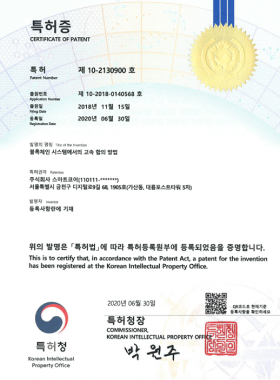 특허증
CERTIFICATE OF PATENT
특허 제 10-2130900 호
Patent Number
출원번호 제 10-2018-0140568 호
Application Number
출원일 2018년 11월 15일
Filing Date
등록일 2020년 06월 30일
Registration Date
발명의 명칭 Title of the Invention
블록체인 시스템에서의 고속 합의 방법
특허권자 Patentee
주식회사 스마트코어(110111-*******)
서울특별시 금천구 디지털로9길 68, 1905호(가산동, 대륭포스트타워 5차)
발명자 Inventor
등록사항란에 기재
위의 발명은 「특허법」에 따라 특허등록원부에 등록되었음을 증명합니다.
This is to certify that, in accordance with the Patent Act, a patent for the invention
has been registered at the Korean Intellectual Property Office.
2020년 06월 30일
특허청장
COMMISSIONER,
KOREAN INTELLECTUAL PROPERTY OFFICE
박원주
QR코드로 현재기준
등록사항을 확인하세요
특허청
Korean Intellectual
Property Office